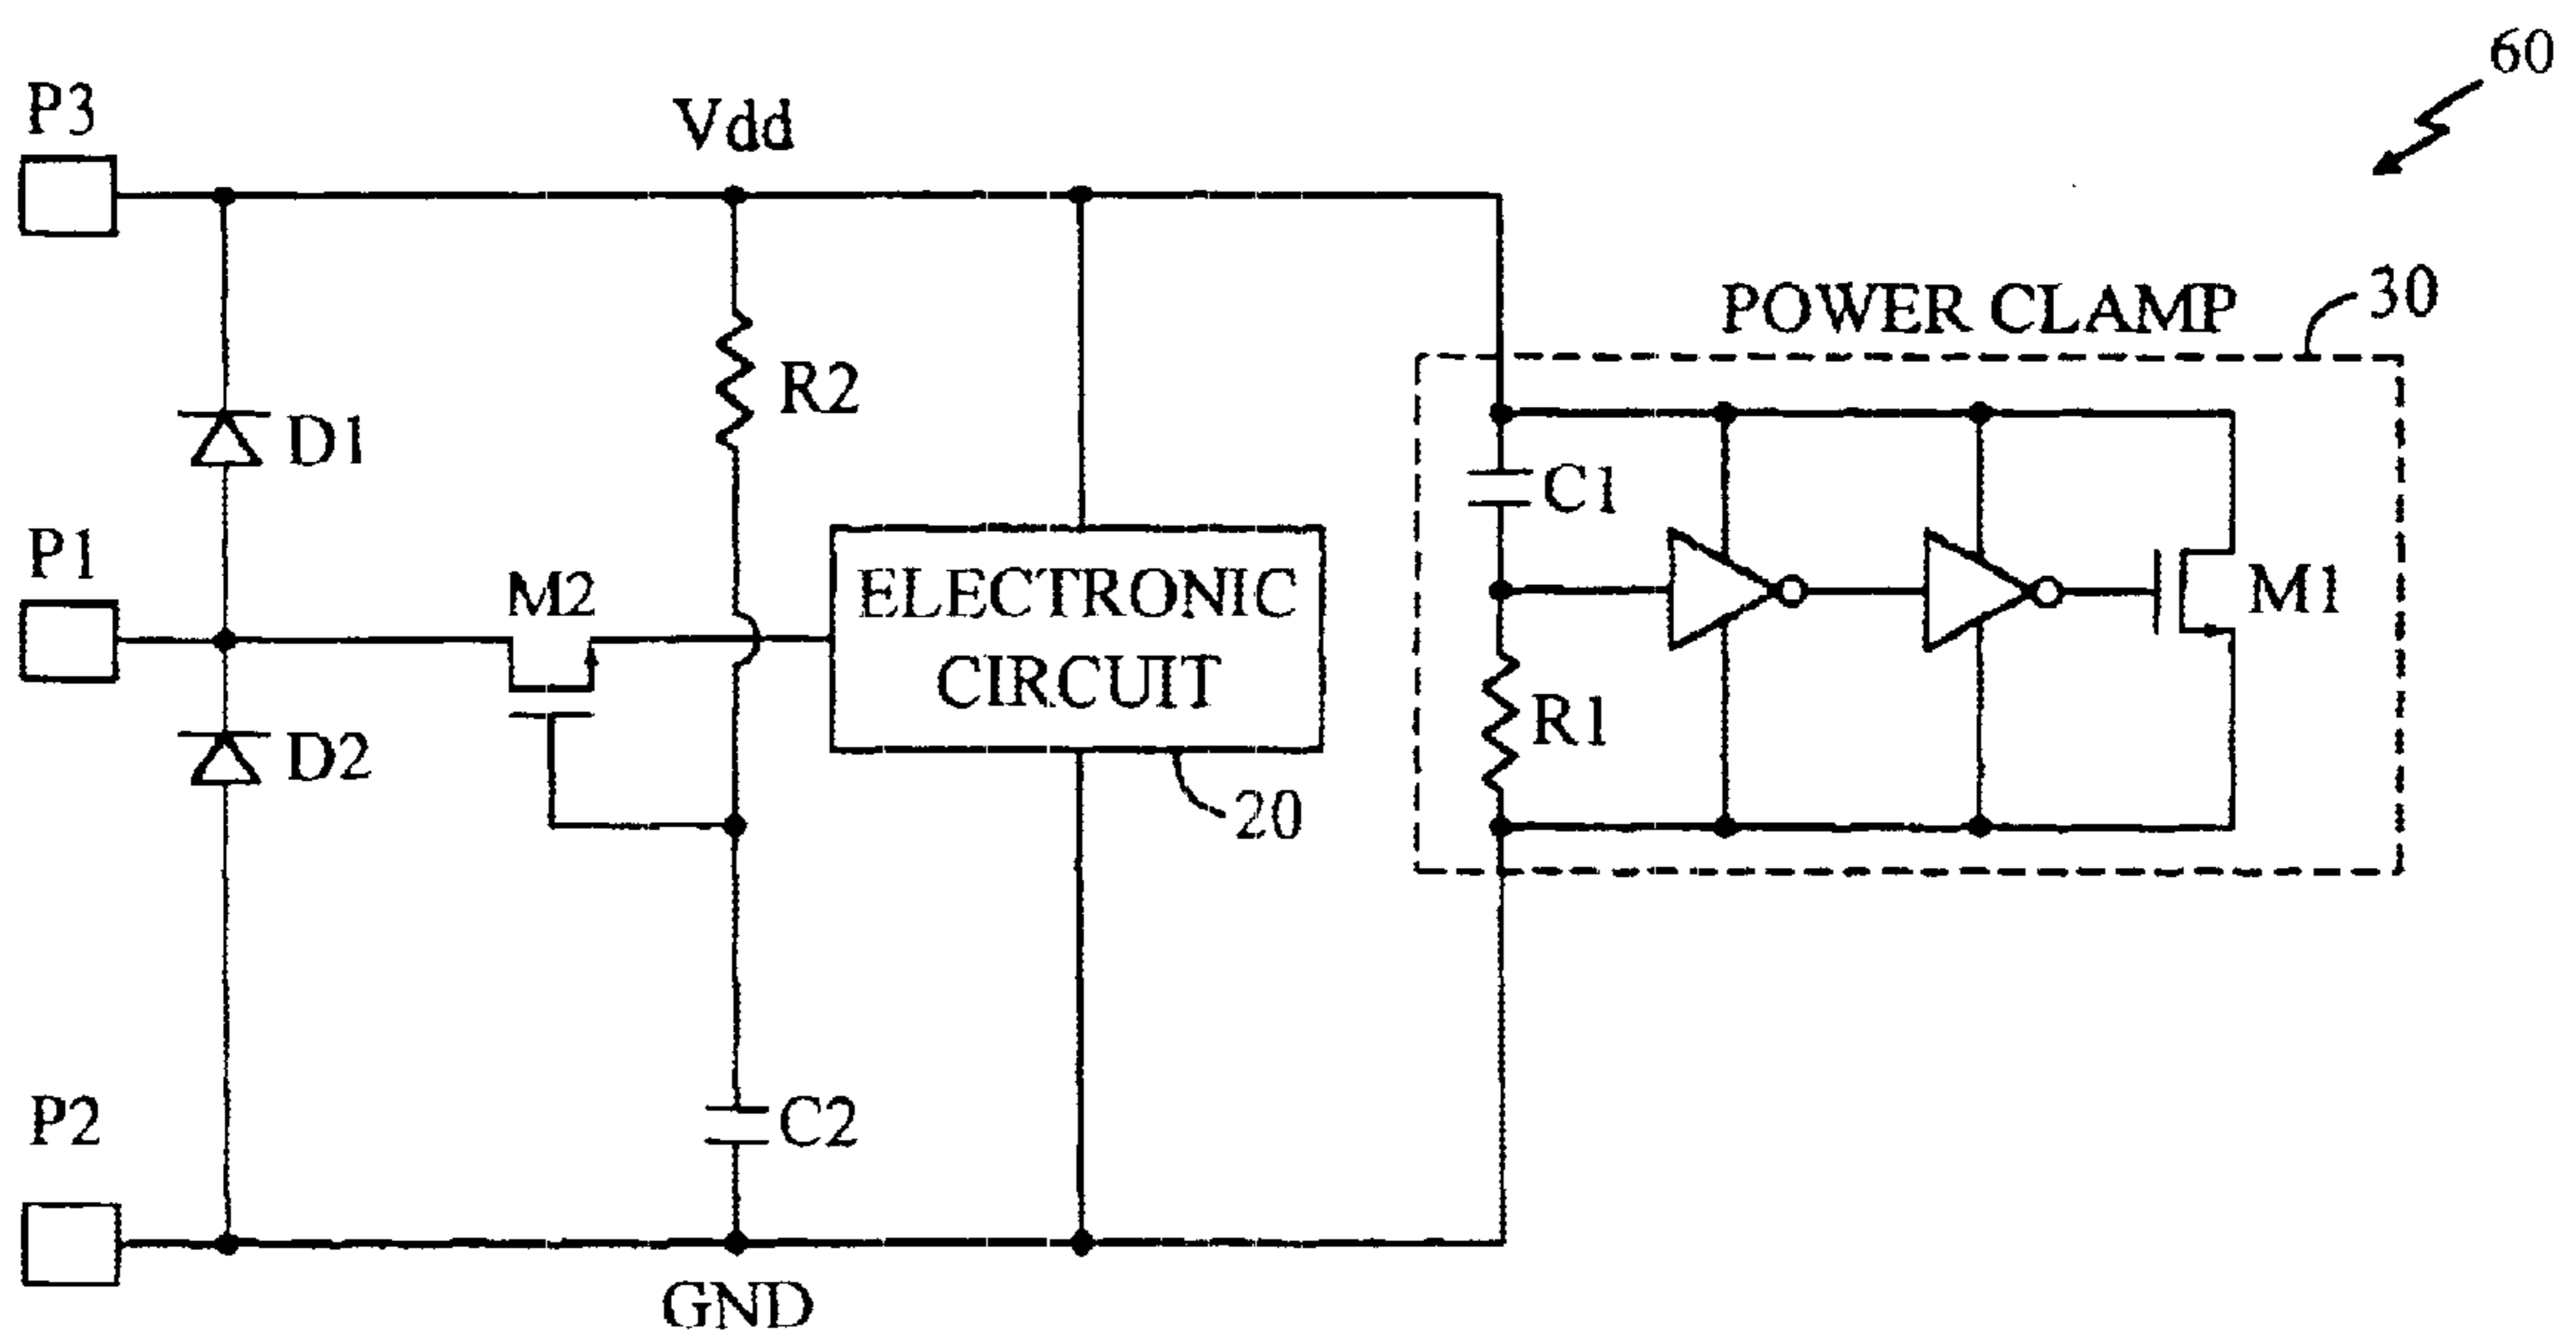 60
P3
Vdd
POWER CLAMP
30
R2
D1
C1
P1
M2
ELECTRONIC
CIRCUIT
M1
R1
D2
20
P2
C2
GND